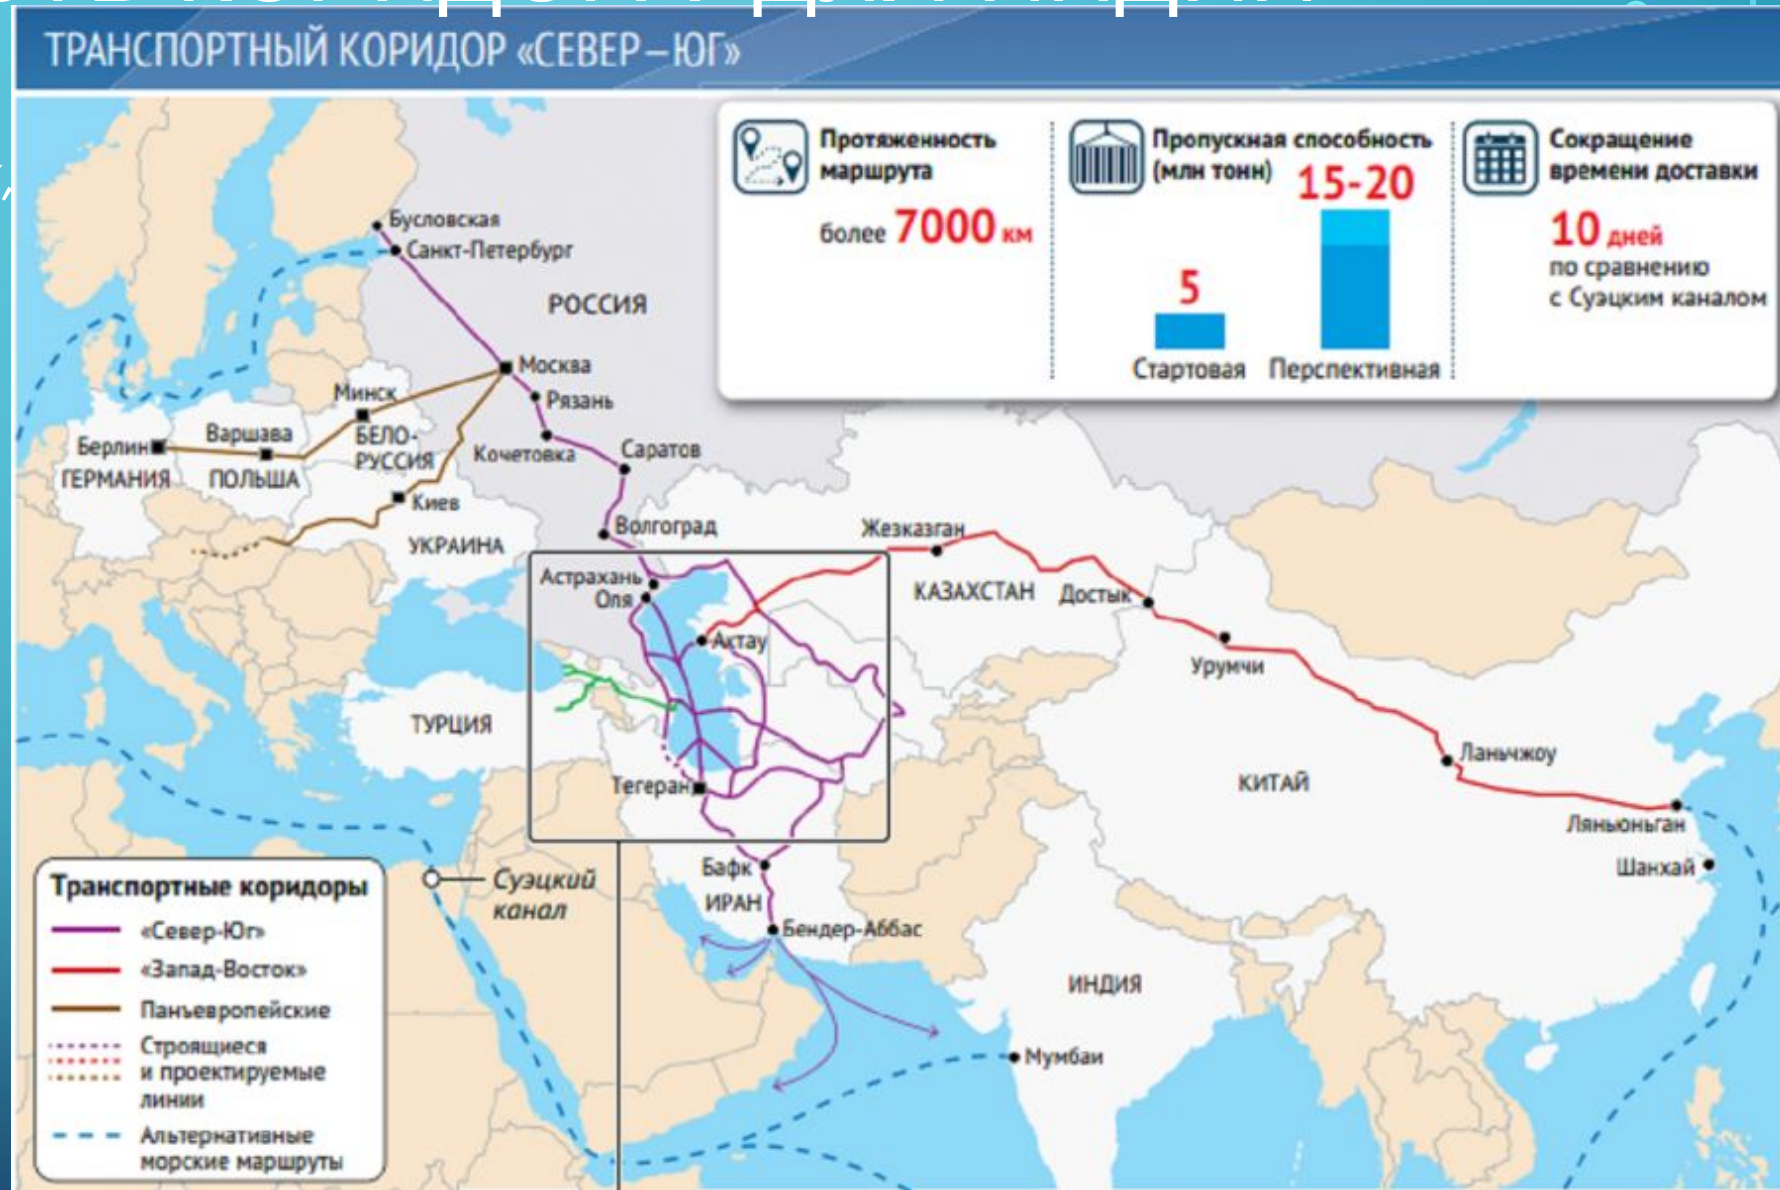 ТРАНСПОРТНЫЙ КОРИДОР «СЕВЕР–ЮГ»
Протяженность
маршрута
более 7000 км
Пропускная способность
(млн тонн)
15-20
5
Стартовая
Перспективная
Сокращение
времени доставки
10 дней
по сравнению
с Суэцким каналом
Бусловская
Санкт-Петербург
РОССИЯ
Москва
Минск
Рязань
Берлин
Варшава
БЕЛО-
РУССИЯ
Кочетовка
Саратов
ГЕРМАНИЯ
ПОЛЬША
Киев
Волгоград
Жезказган
УКРАИНА
Астрахань
Оля
КАЗАХСТАН
Достык
Актау
Урумчи
ТУРЦИЯ
Ланьчжоу
Тегеран
КИТАЙ
Ляньюньган
Шанхай
Бафк
ИРАН
Суэцкий
канал
Бендер-Аббас
ИНДИЯ
Мумбаи
Транспортные коридоры
«Север-Юг»
«Запад-Восток»
Панъевропейские
Строящиеся
и проектируемые
линии
Альтернативные
морские маршруты